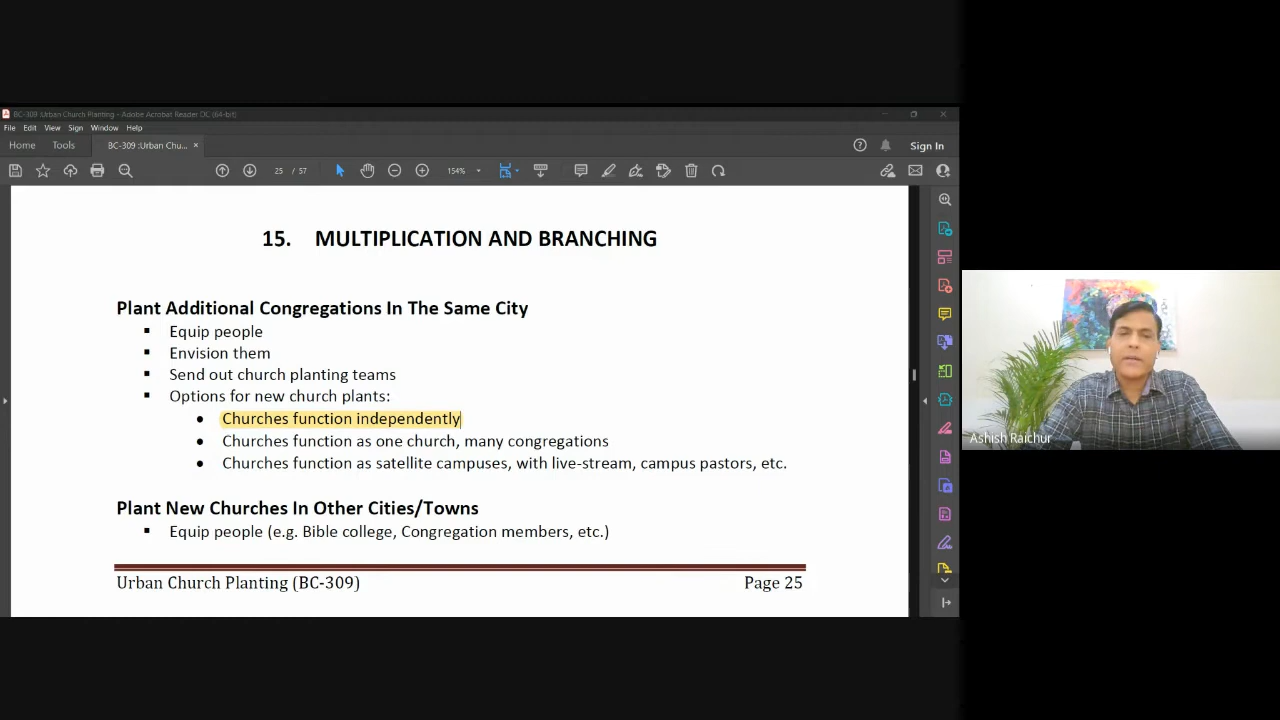 BC-309 :Urban Church Planting - Adobe Acrobat Reader DC (64-bit)
File Edit View Sign Window Help
Home Tools BC-309 :Urban Chu... × Sign In
25 / 57 154%
15. MULTIPLICATION AND BRANCHING
Plant Additional Congregations In The Same City
▪ Equip people
▪ Envision them
▪ Send out church planting teams
▪ Options for new church plants:
• Churches function independently
• Churches function as one church, many congregations
• Churches function as satellite campuses, with live-stream, campus pastors, etc.
Plant New Churches In Other Cities/Towns
▪ Equip people (e.g. Bible college, Congregation members, etc.)
Urban Church Planting (BC-309) Page 25
Ashish Raichur